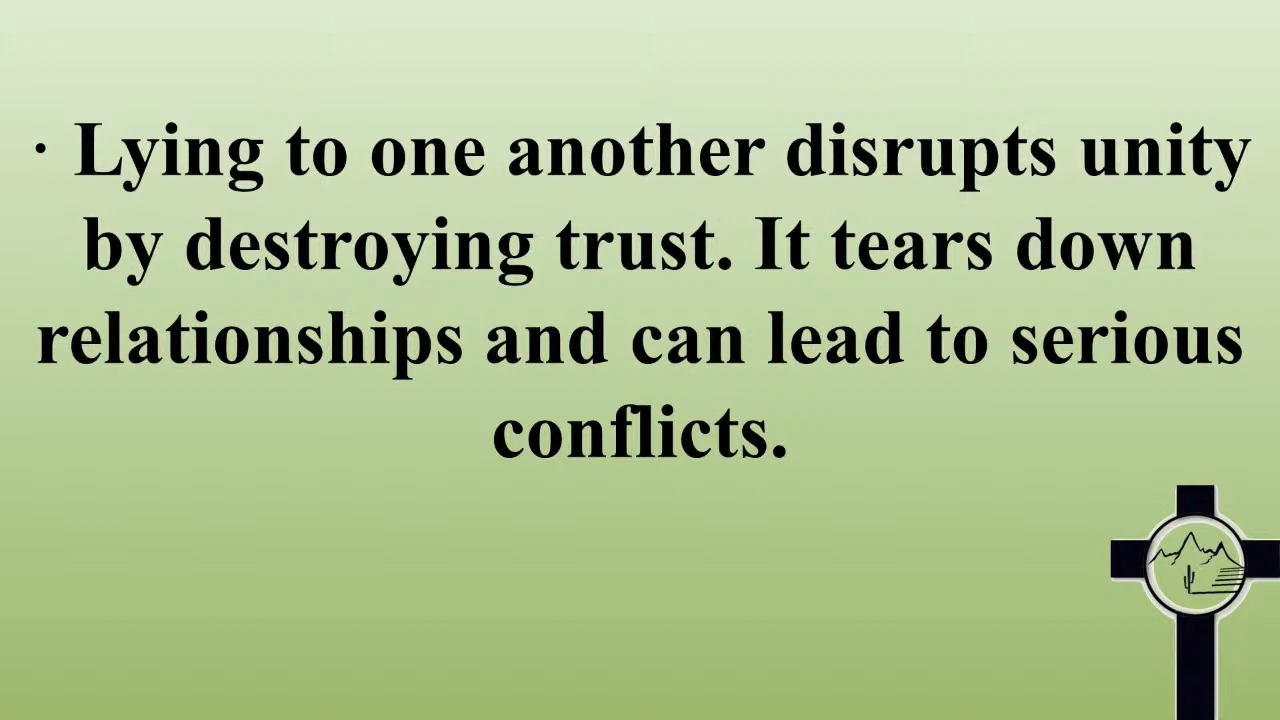 · Lying to one another disrupts unity
by destroying trust. It tears down
relationships and can lead to serious
conflicts.